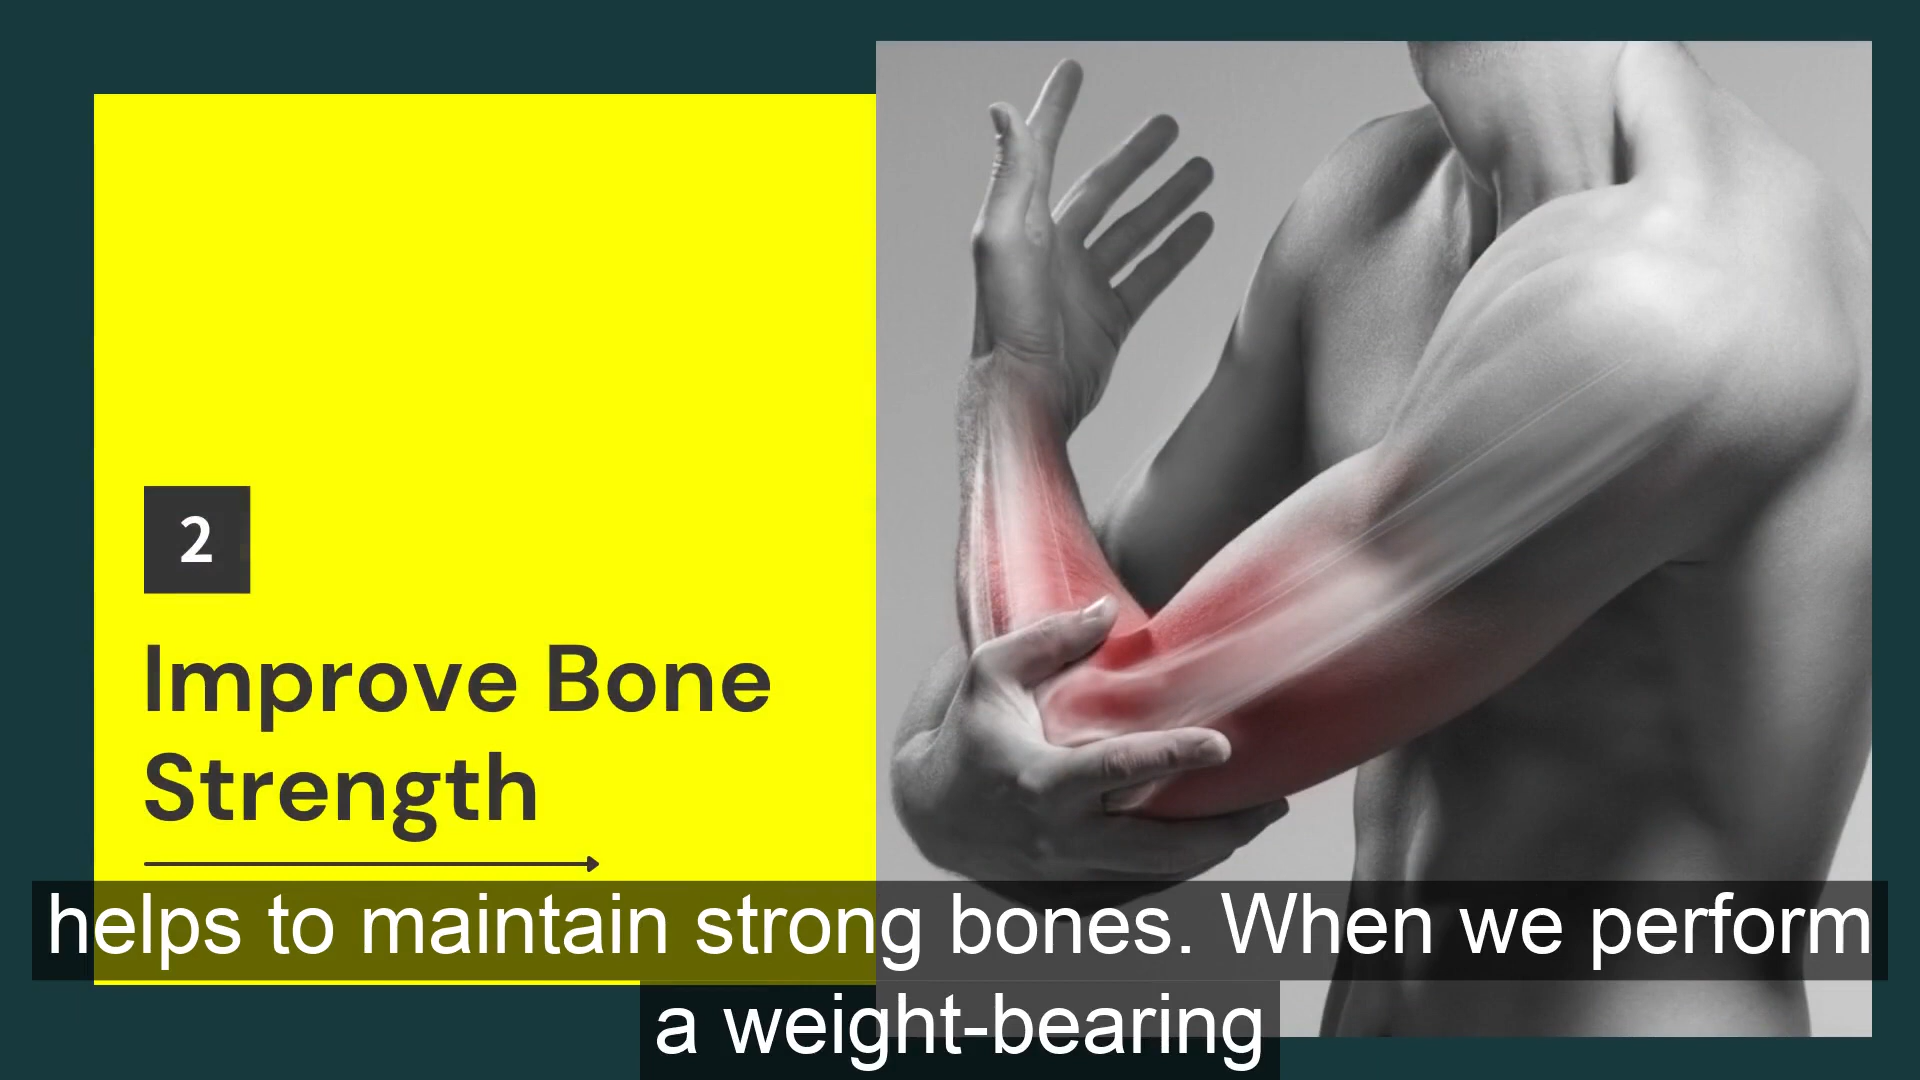 2
Improve Bone
Strength
helps to maintain strong bones. When we perform
a weight-bearing